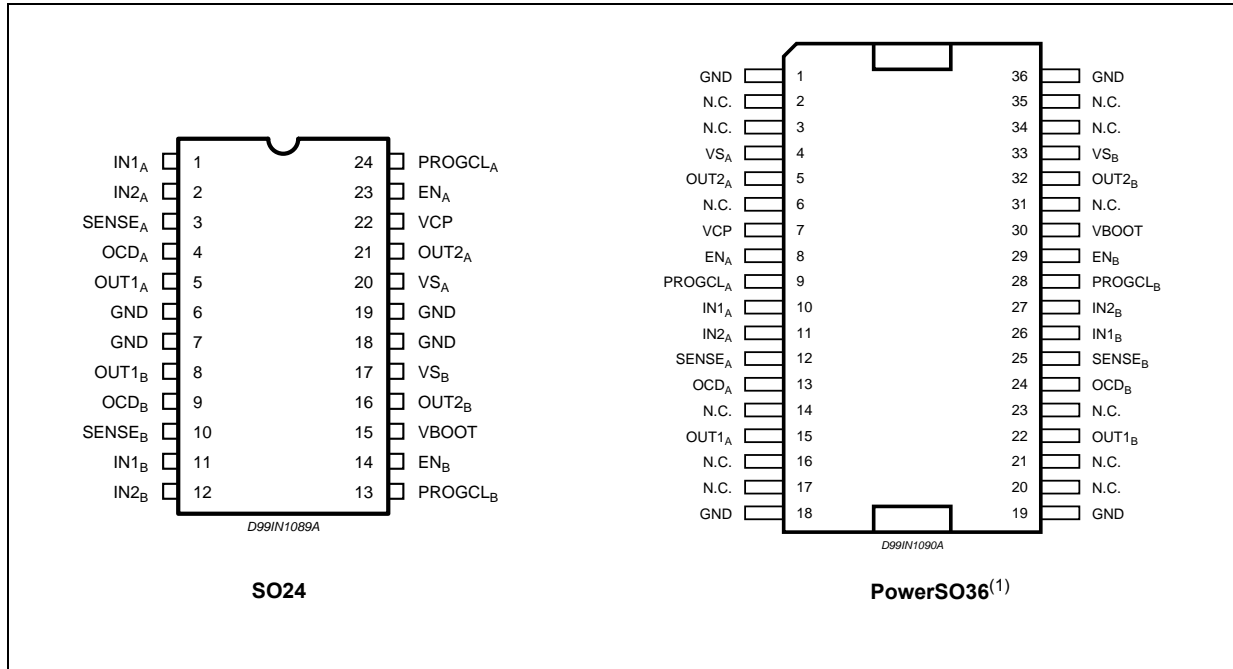 IN1A 1 24 PROGCLA
IN2A 2 23 ENA
SENSEA 3 22 VCP
OCDA 4 21 OUT2A
OUT1A 5 20 VSA
GND 6 19 GND
GND 7 18 GND
OUT1B 8 17 VSB
OCDB 9 16 OUT2B
SENSEB 10 15 VBOOT
IN1B 11 14 ENB
IN2B 12 13 PROGCLB
D99IN1089A
SO24
GND 1 36 GND
N.C. 2 35 N.C.
N.C. 3 34 N.C.
VSA 4 33 VSB
OUT2A 5 32 OUT2B
N.C. 6 31 N.C.
VCP 7 30 VBOOT
ENA 8 29 ENB
PROGCLA 9 28 PROGCLB
IN1A 10 27 IN2B
IN2A 11 26 IN1B
SENSEA 12 25 SENSEB
OCDA 13 24 OCDB
N.C. 14 23 N.C.
OUT1A 15 22 OUT1B
N.C. 16 21 N.C.
N.C. 17 20 N.C.
GND 18 19 GND
D99IN1090A
PowerSO36(1)